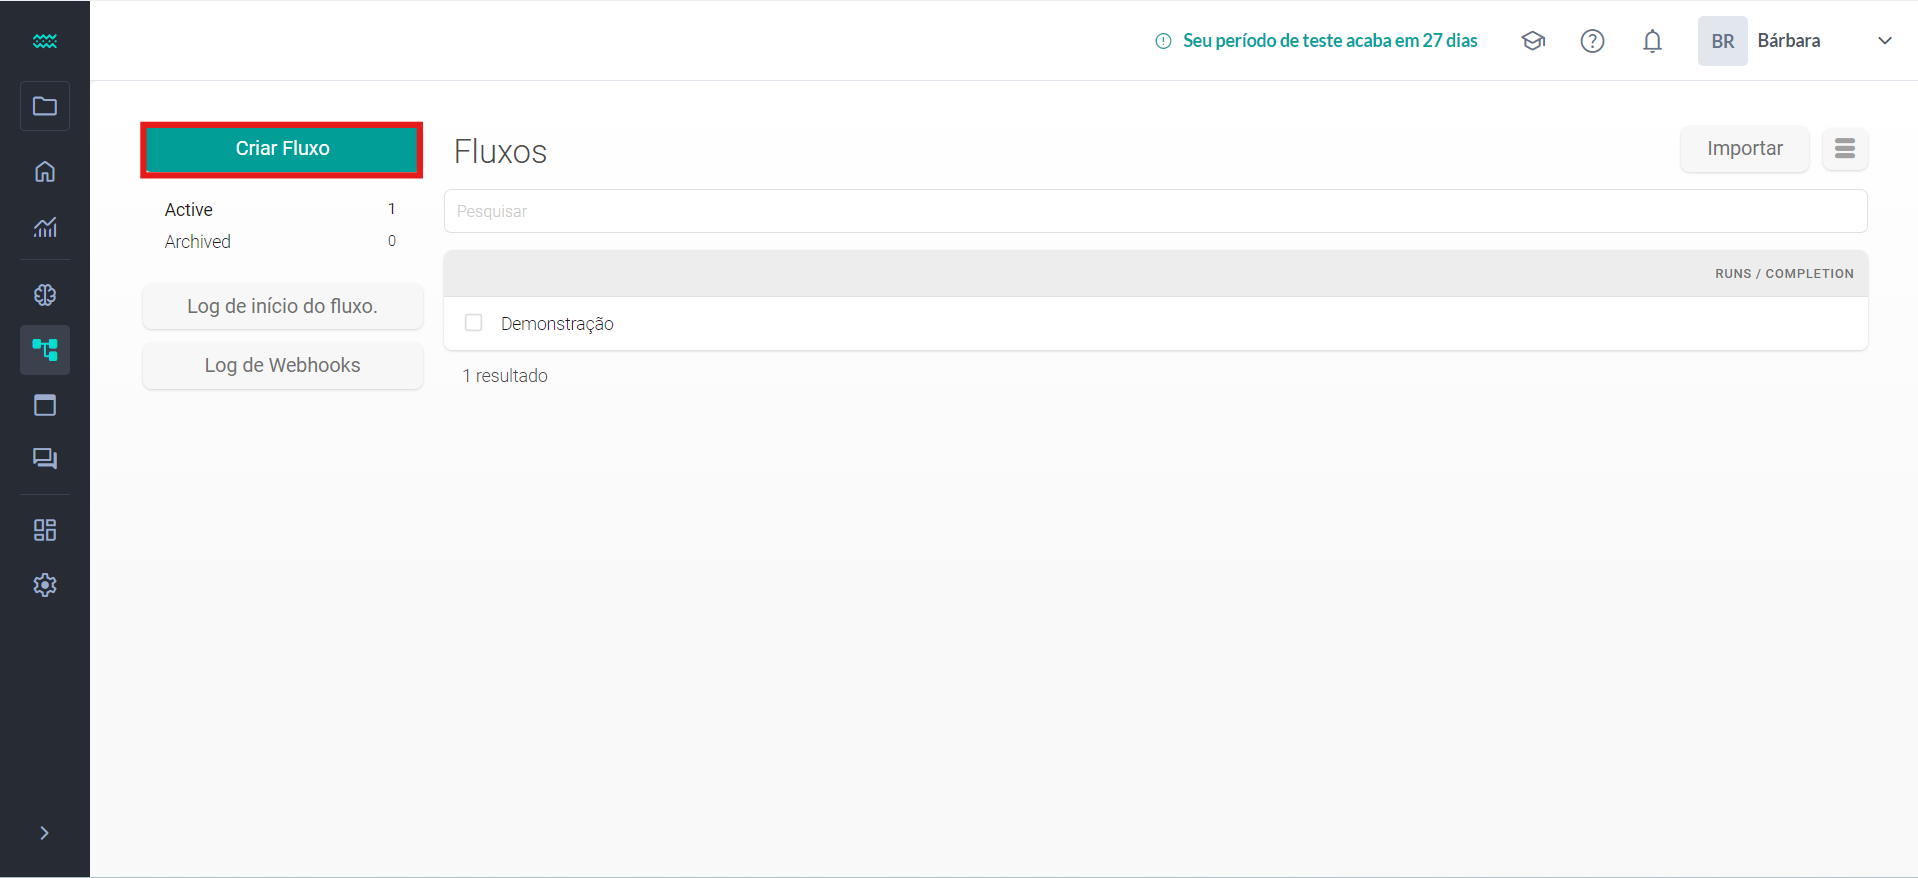 Seu período de teste acaba em 27 dias
BR
Bárbara
Criar Fluxo
Active 1
Archived 0
Log de início do fluxo.
Log de Webhooks
Fluxos
Importar
Pesquisar
RUNS / COMPLETION
Demonstração
1 resultado